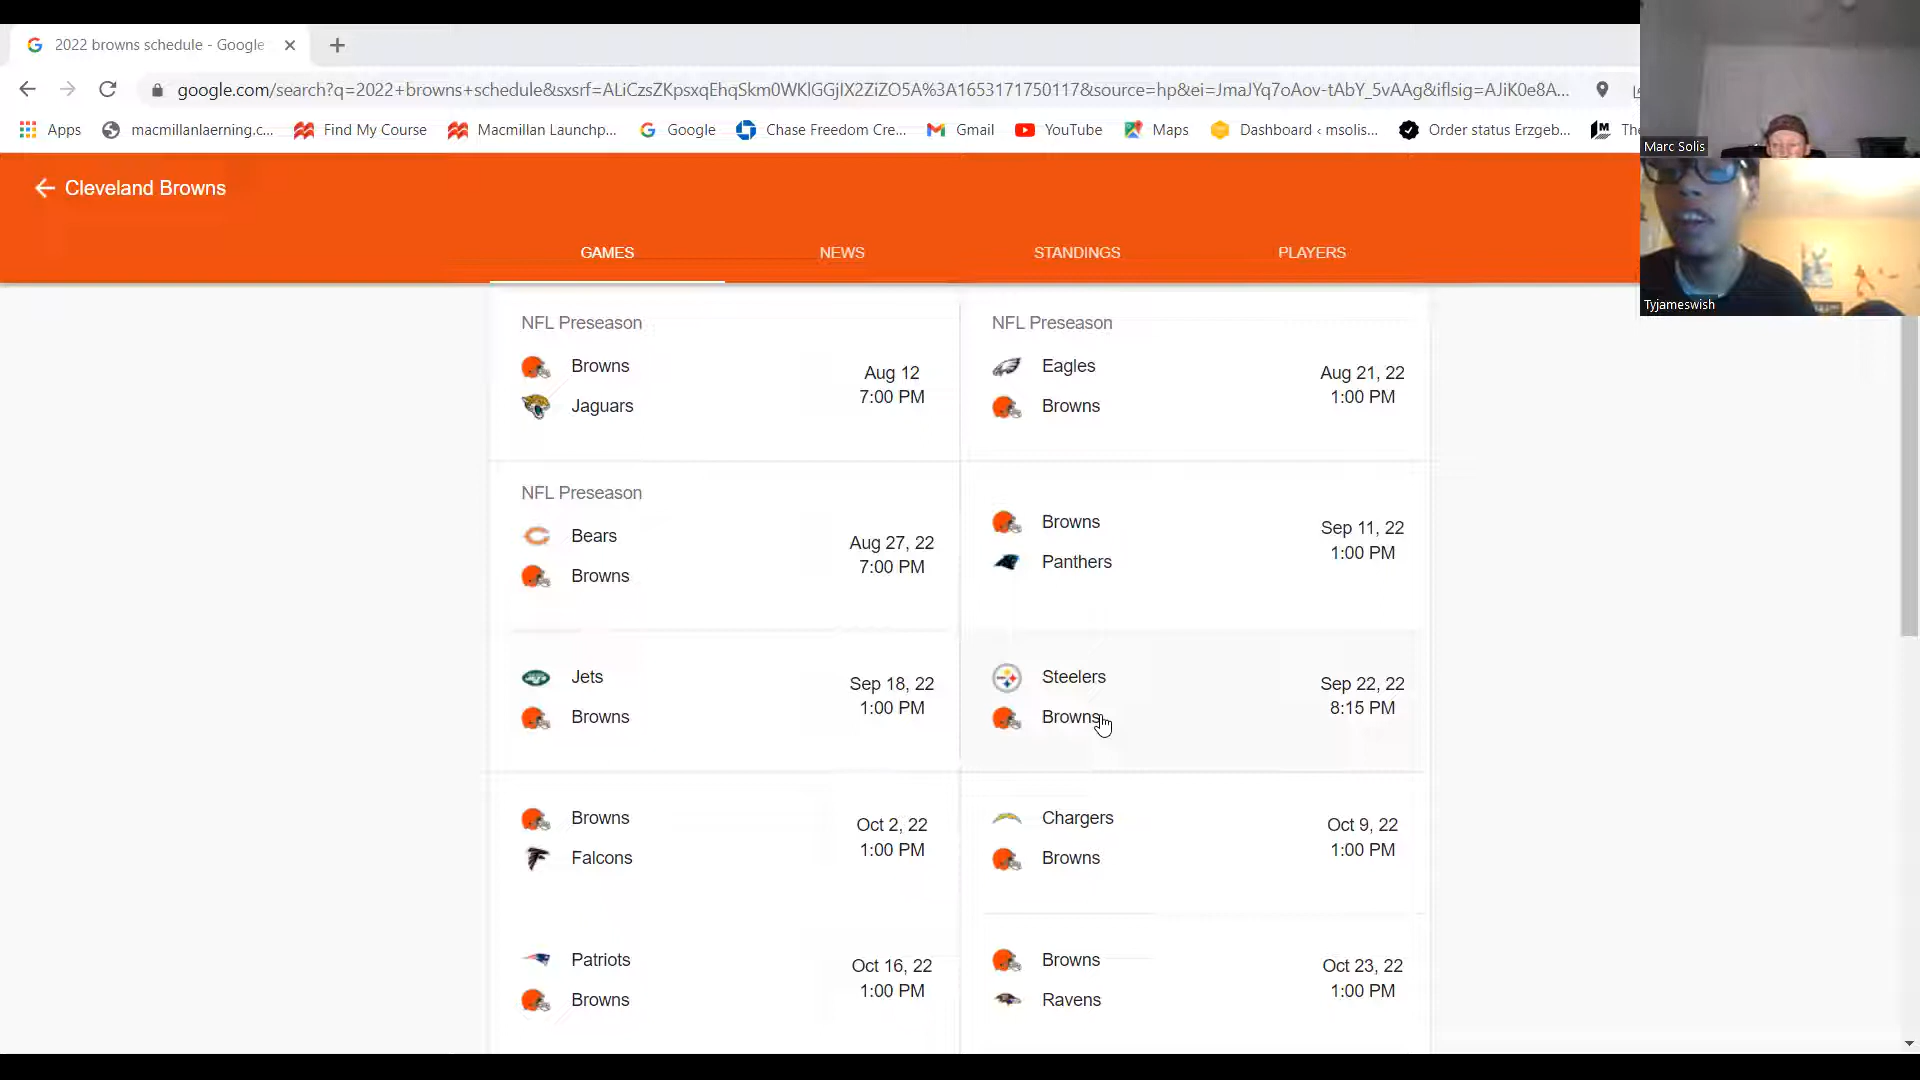 2022 browns schedule - Google
google.com/search?q=2022+browns+schedule&sxsrf=ALiCzsZKpsxqEhqSkm0WKlGGjlX2ZiZO5A%3A1653171750117&source=hp&ei=JmaJYq7oAov-tAbY_5vAAg&iflsig=AJiK0e8A...
Apps macmillanlaerning.c... Find My Course Macmillan Launchp... Google Chase Freedom Cre... Gmail YouTube Maps Dashboard ‹ msolis... Order status Erzgeb... The
Marc Solis
Cleveland Browns
GAMES NEWS STANDINGS PLAYERS
Tyjameswish
NFL Preseason
Browns
Jaguars
Aug 12
7:00 PM
NFL Preseason
Eagles
Browns
Aug 21, 22
1:00 PM
NFL Preseason
Bears
Browns
Aug 27, 22
7:00 PM
Browns
Panthers
Sep 11, 22
1:00 PM
Jets
Browns
Sep 18, 22
1:00 PM
Steelers
Browns
Sep 22, 22
8:15 PM
Browns
Falcons
Oct 2, 22
1:00 PM
Chargers
Browns
Oct 9, 22
1:00 PM
Patriots
Browns
Oct 16, 22
1:00 PM
Browns
Ravens
Oct 23, 22
1:00 PM